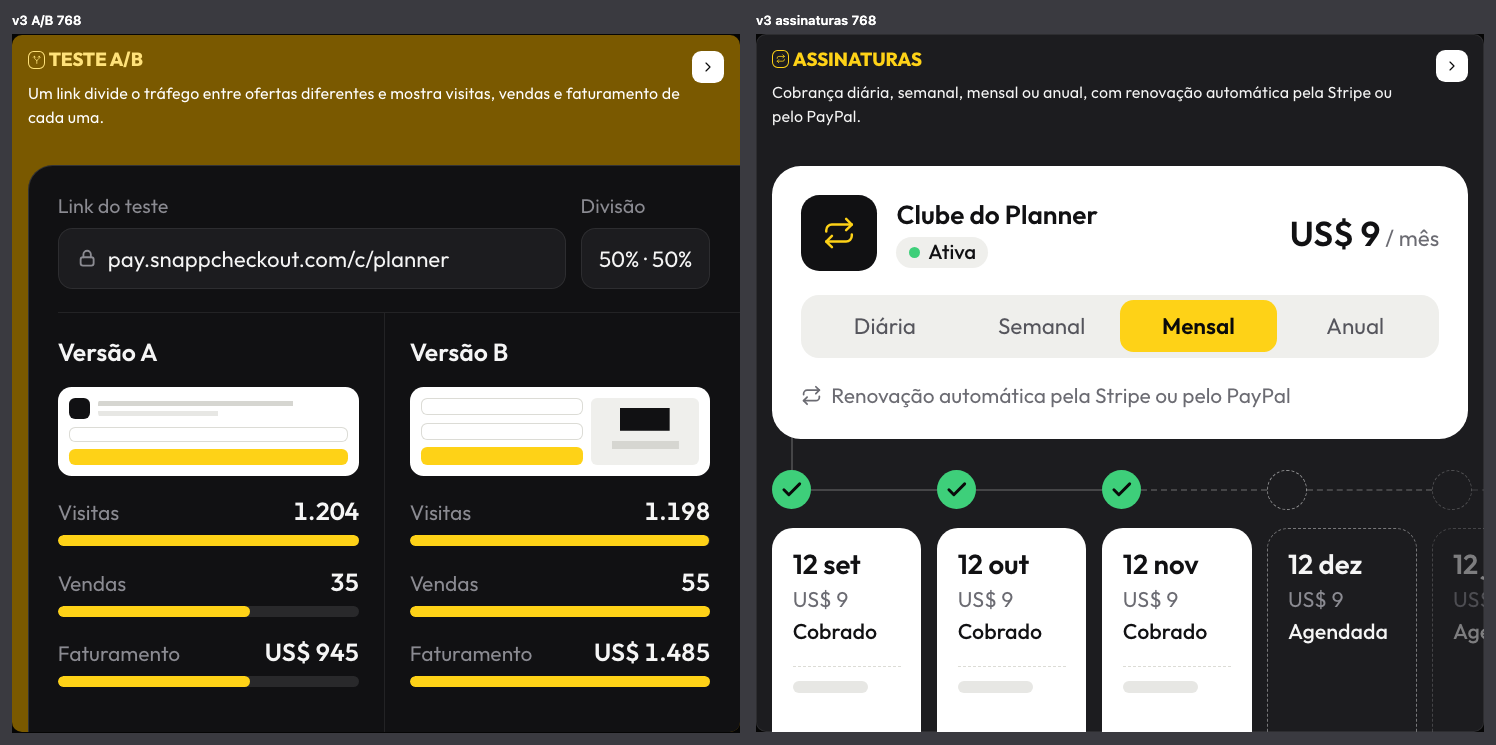 v3 A/B 768
TESTE A/B
Um link divide o tráfego entre ofertas diferentes e mostra visitas, vendas e faturamento de
cada uma.
Link do teste
Divisão
pay.snappcheckout.com/c/planner
50% · 50%
Versão A
Versão B
Visitas 1.204
Visitas 1.198
Vendas 35
Vendas 55
Faturamento US$ 945
Faturamento US$ 1.485
v3 assinaturas 768
ASSINATURAS
Cobrança diária, semanal, mensal ou anual, com renovação automática pela Stripe ou
pelo PayPal.
Clube do Planner
Ativa
US$ 9 / mês
Diária Semanal Mensal Anual
Renovação automática pela Stripe ou pelo PayPal
12 set
US$ 9
Cobrado
12 out
US$ 9
Cobrado
12 nov
US$ 9
Cobrado
12 dez
US$ 9
Agendada
12